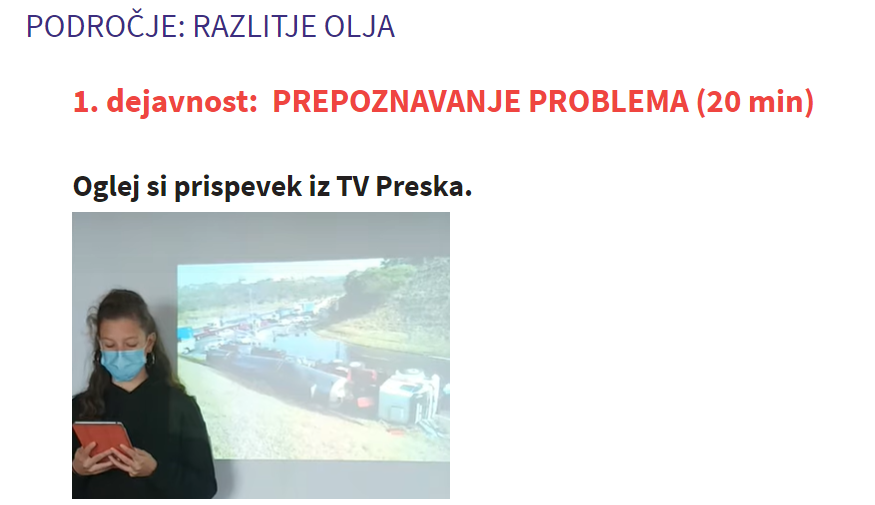 PODROČJE: RAZLITJE OLJA
1. dejavnost: PREPOZNAVANJE PROBLEMA (20 min)
Oglej si prispevek iz TV Preska.